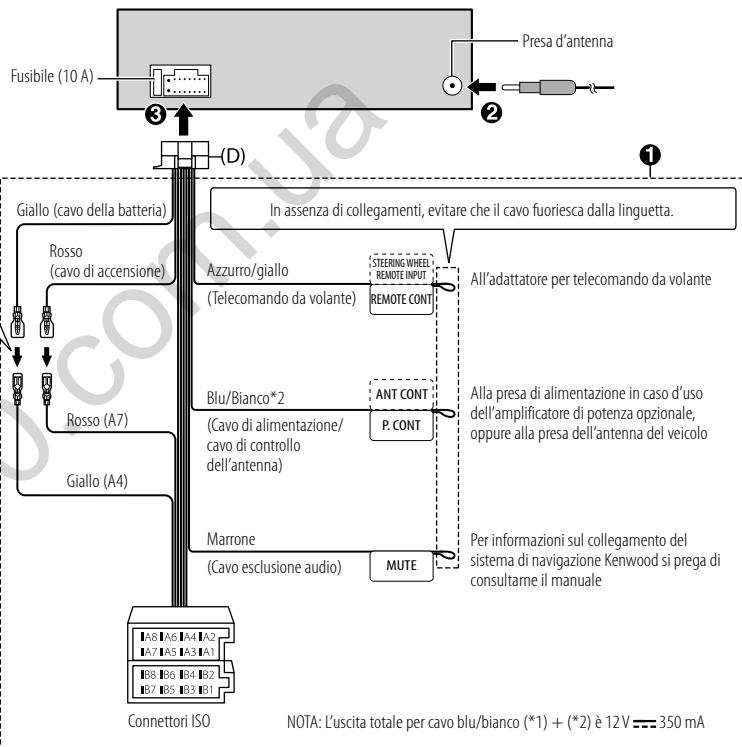 Presa d'antenna
Fusibile (10 A)
❸
❷
(D)
❶
Giallo (cavo della batteria)
In assenza di collegamenti, evitare che il cavo fuoriesca dalla linguetta.
Rosso
(cavo di accensione)
Azzurro/giallo
(Telecomando da volante)
STEERING WHEEL
REMOTE INPUT
REMOTE CONT
All'adattatore per telecomando da volante
Blu/Bianco*2
(Cavo di alimentazione/
cavo di controllo
dell'antenna)
ANT CONT
P. CONT
Alla presa di alimentazione in caso d'uso
dell'amplificatore di potenza opzionale,
oppure alla presa dell'antenna del veicolo
Rosso (A7)
Giallo (A4)
Marrone
(Cavo esclusione audio)
MUTE
Per informazioni sul collegamento del
sistema di navigazione Kenwood si prega di
consultarne il manuale
A8 A6 A4 A2
A7 A5 A3 A1
B8 B6 B4 B2
B7 B5 B3 B1
Connettori ISO
NOTA: L'uscita totale per cavo blu/bianco (*1) + (*2) è 12 V ⎓ 350 mA
0.com.ua